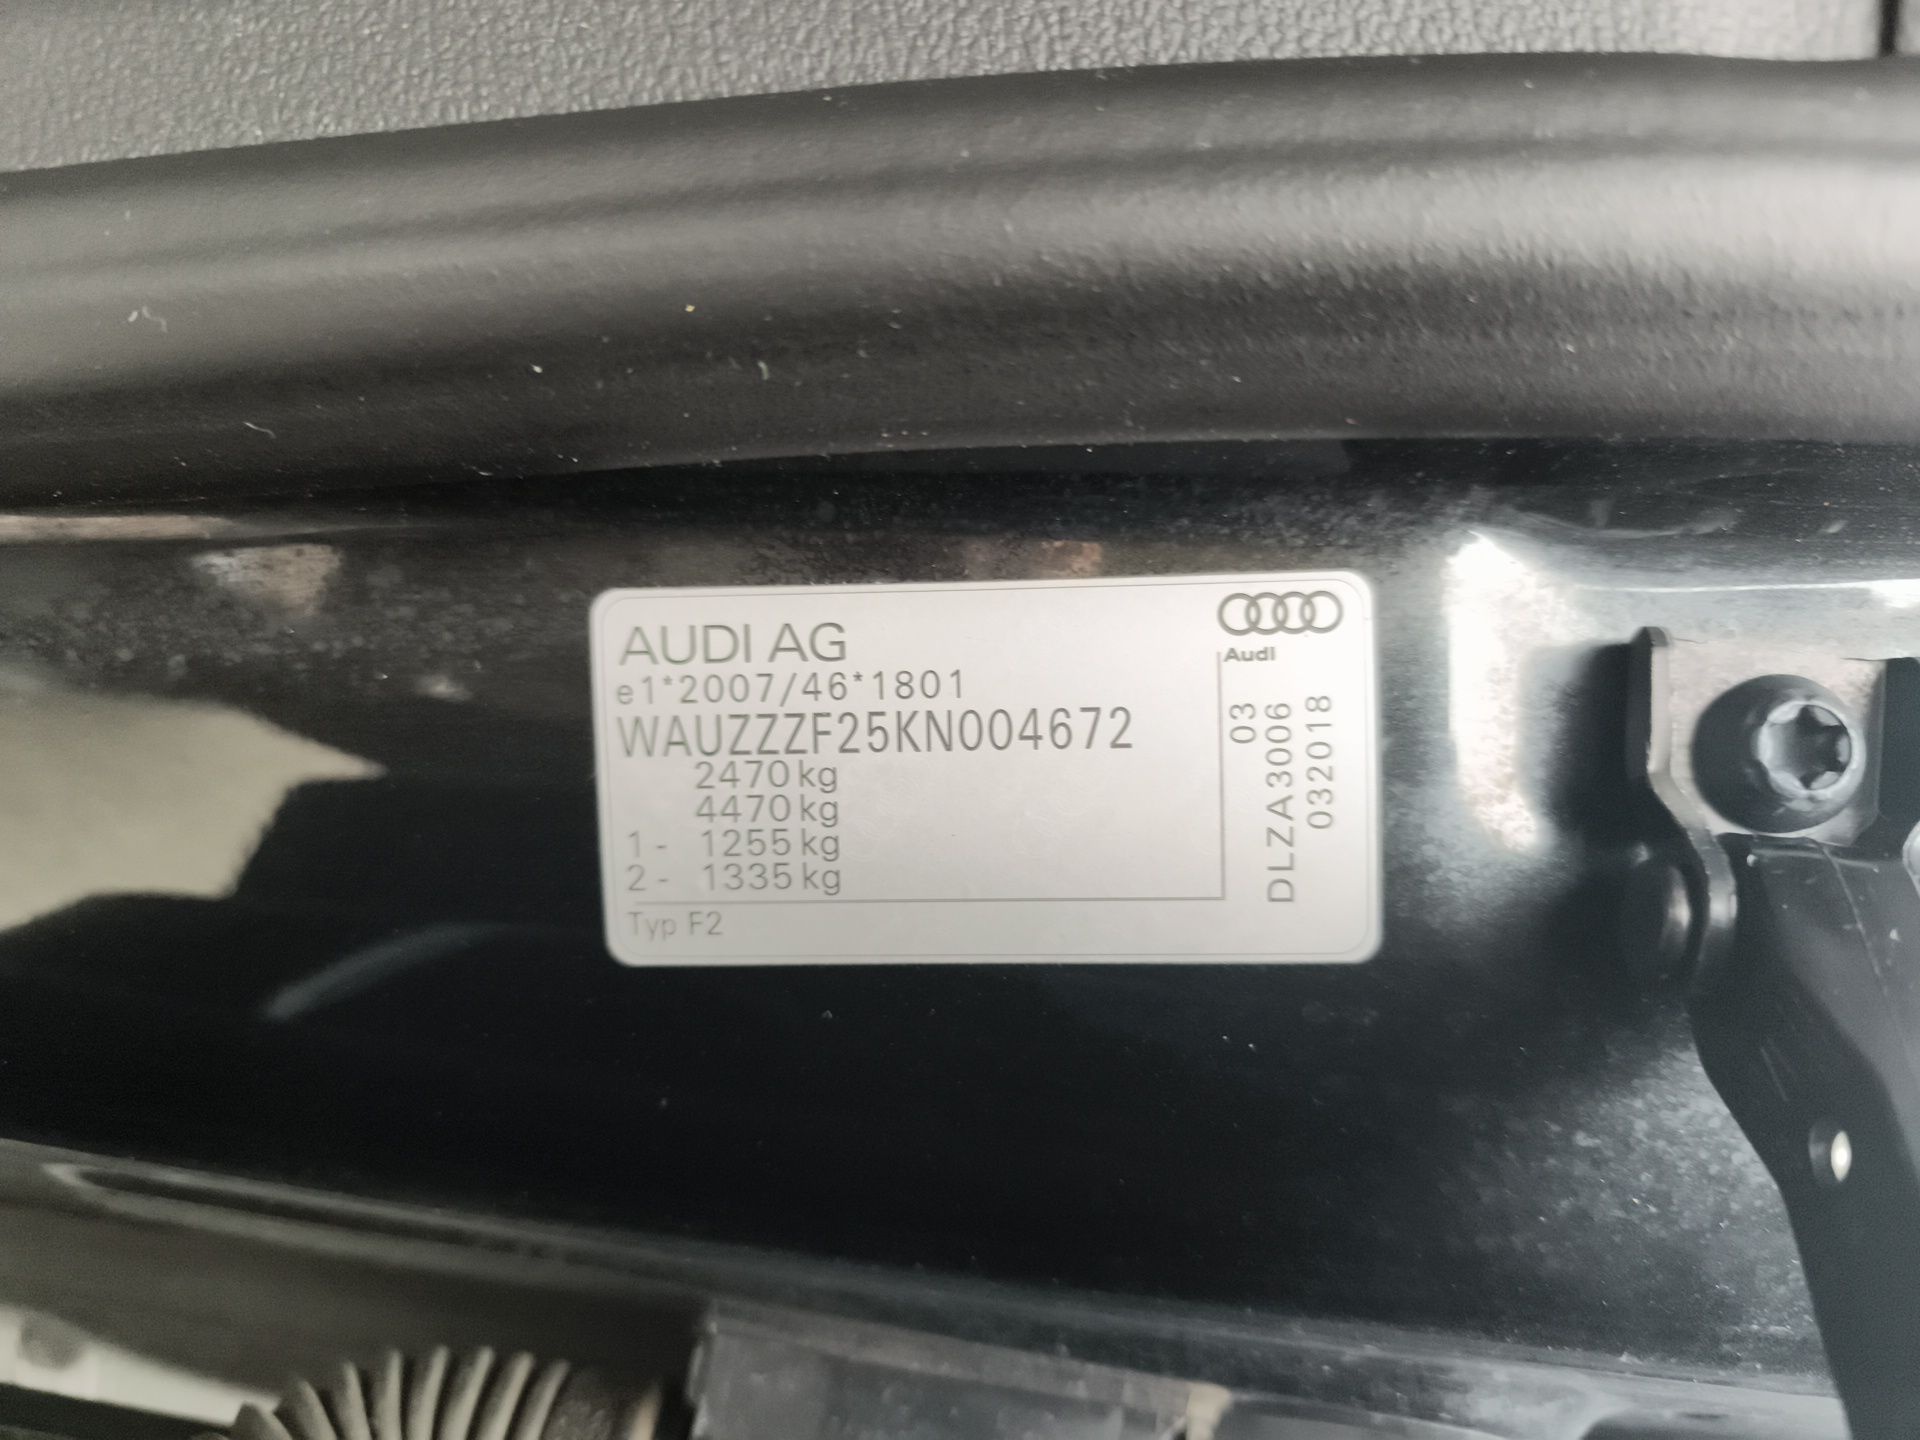 AUDI AG
e1*2007/46*1801
WAUZZZF25KN004672
2470 kg
4470 kg
1 - 1255 kg
2 - 1335 kg
Typ F2
Audi
03
DLZA3006
032018